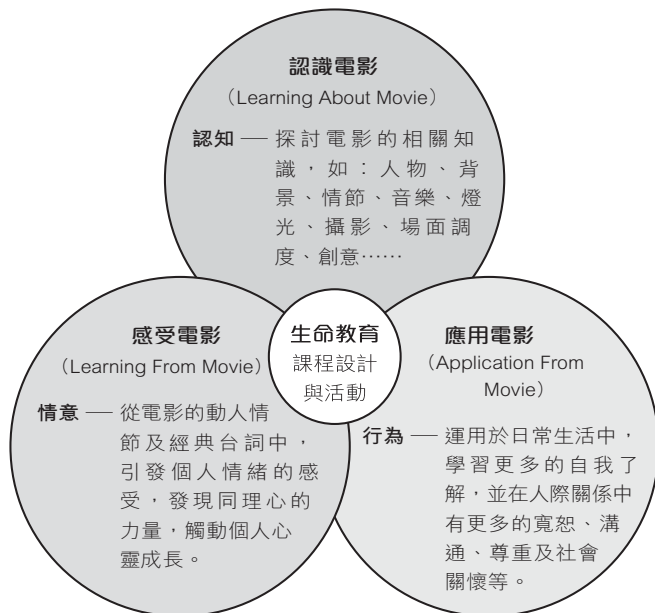 認識電影
（Learning About Movie）
認知 — 探討電影的相關知
識，如：人物、背
景、情節、音樂、燈
光、攝影、場面調
度、創意……
感受電影
（Learning From Movie）
情意 — 從電影的動人情
節及經典台詞中，
引發個人情緒的感
受，發現同理心的
力量，觸動個人心
靈成長。
生命教育
課程設計
與活動
應用電影
（Application From
Movie）
行為 — 運用於日常生活中，
學習更多的自我了
解，並在人際關係中
有更多的寬恕、溝
通、尊重及社會
關懷等。